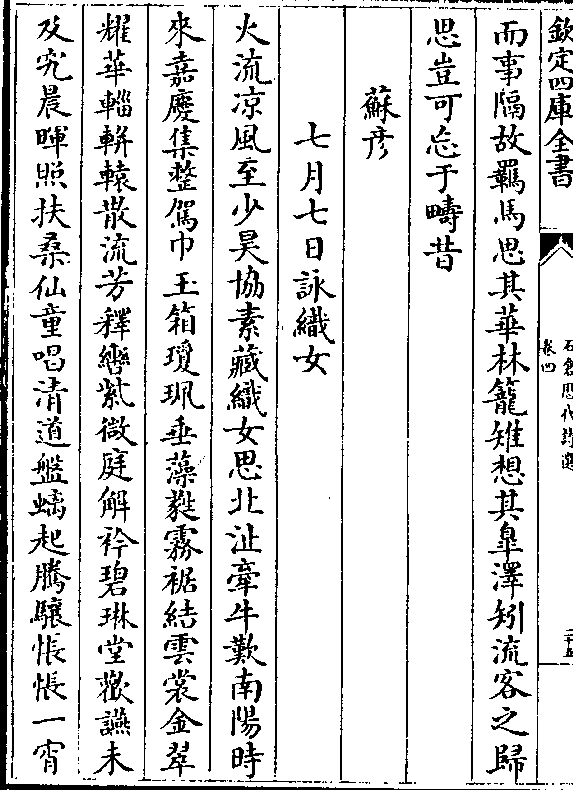 欽定四庫全書
石倉歷代詩選
卷四
二十五
而事隔故羈馬思其華林籠雉想其臯澤矧流客之歸
思豈可忘于疇昔
蘇彥
七月七日詠織女
火流涼風至少昊協素藏織女思北沚牽牛歎南陽時
來嘉慶集整駕巾玉箱瓊珮垂藻蕤霧裾結雲裳金翠
耀華輜軿轅散流芳釋轡紫微庭解衿碧琳堂歡讌未
及究晨暉照扶桑仙童唱清道盤螭起騰驤悵悵一宵